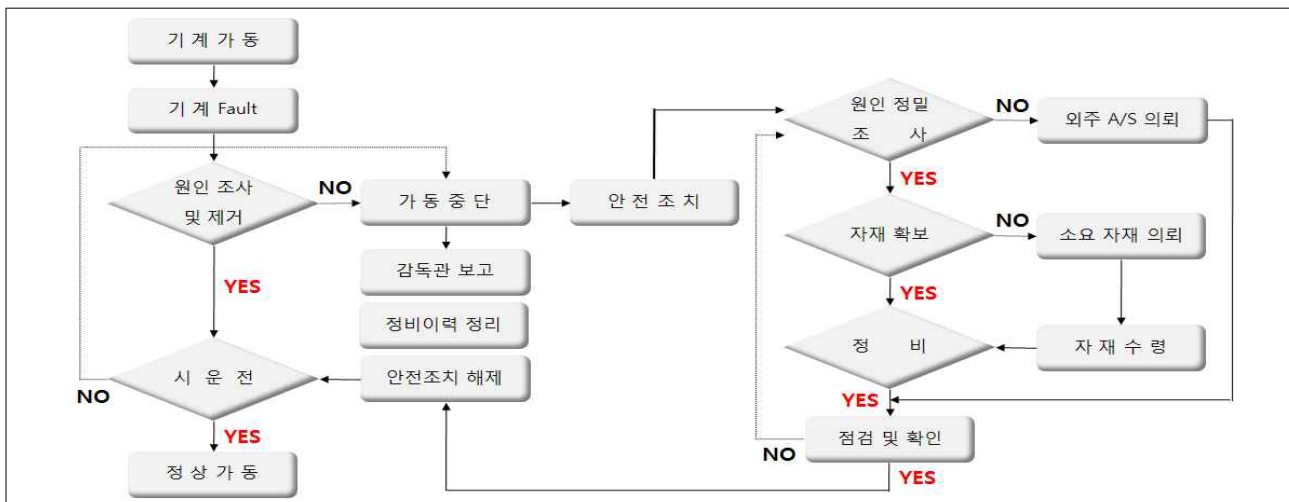 기 계 가 동
기 계 Fault
원인 조사
및 제거
NO
가 동 중 단
안 전 조 치
원인 정밀
조 사
NO
외주 A/S 의뢰
YES
자재 확보
NO
소요 자재 의뢰
감독관 보고
YES
YES
정비이력 정리
정 비
자 재 수 령
시 운 전
안전조치 해제
NO
YES
YES
점검 및 확인
NO
YES
정 상 가 동